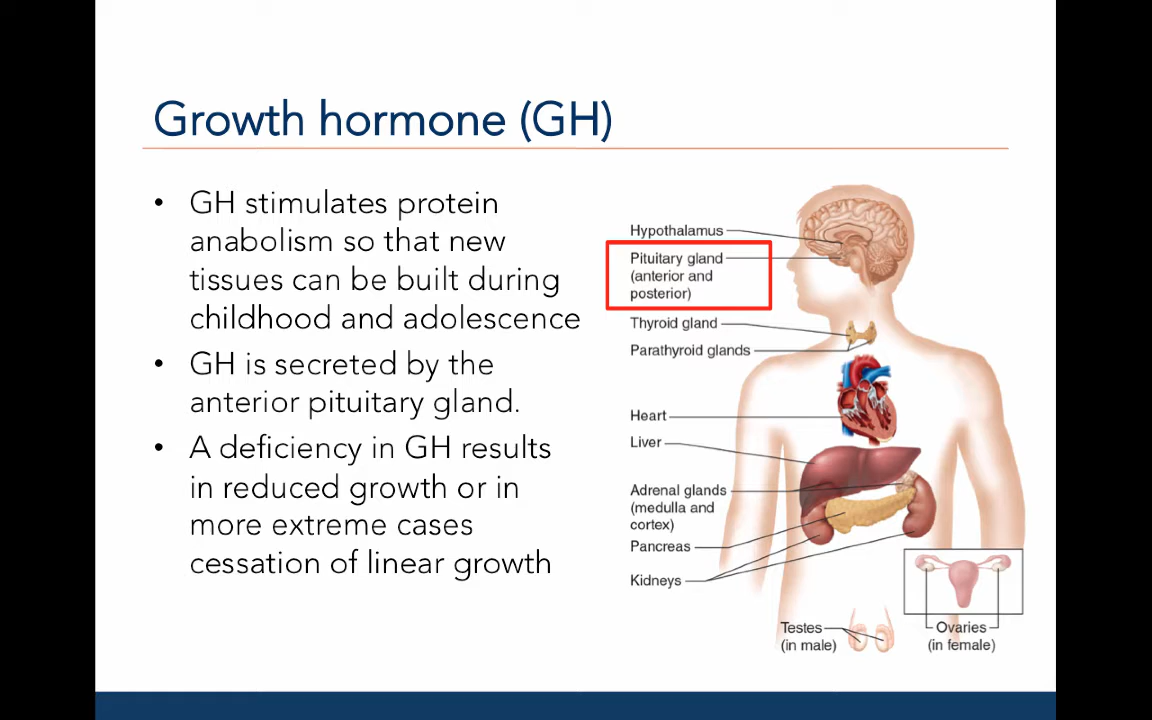 Growth hormone (GH)
• GH stimulates protein
anabolism so that new
tissues can be built during
childhood and adolescence
• GH is secreted by the
anterior pituitary gland.
• A deficiency in GH results
in reduced growth or in
more extreme cases
cessation of linear growth
Hypothalamus
Pituitary gland
(anterior and
posterior)
Thyroid gland
Parathyroid glands
Heart
Liver
Adrenal glands
(medulla and
cortex)
Pancreas
Kidneys
Testes
(in male)
Ovaries
(in female)